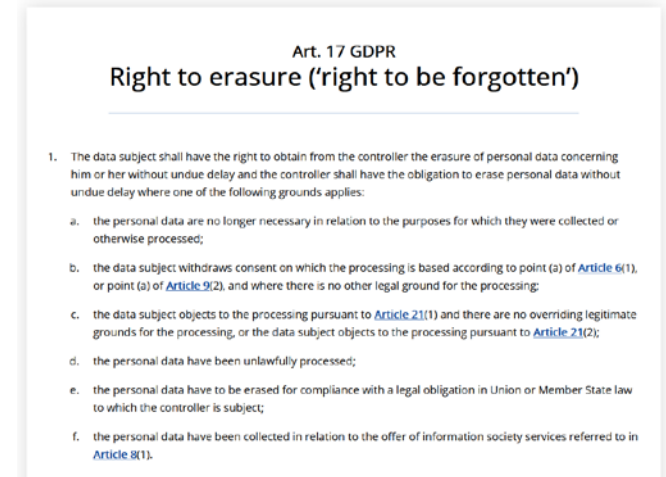 Art. 17 GDPR
Right to erasure (‘right to be forgotten’)
1. The data subject shall have the right to obtain from the controller the erasure of personal data concerning
him or her without undue delay and the controller shall have the obligation to erase personal data without
undue delay where one of the following grounds applies:
a. the personal data are no longer necessary in relation to the purposes for which they were collected or
otherwise processed;
b. the data subject withdraws consent on which the processing is based according to point (a) of Article 6(1),
or point (a) of Article 9(2), and where there is no other legal ground for the processing;
c. the data subject objects to the processing pursuant to Article 21(1) and there are no overriding legitimate
grounds for the processing, or the data subject objects to the processing pursuant to Article 21(2);
d. the personal data have been unlawfully processed;
e. the personal data have to be erased for compliance with a legal obligation in Union or Member State law
to which the controller is subject;
f. the personal data have been collected in relation to the offer of information society services referred to in
Article 8(1).